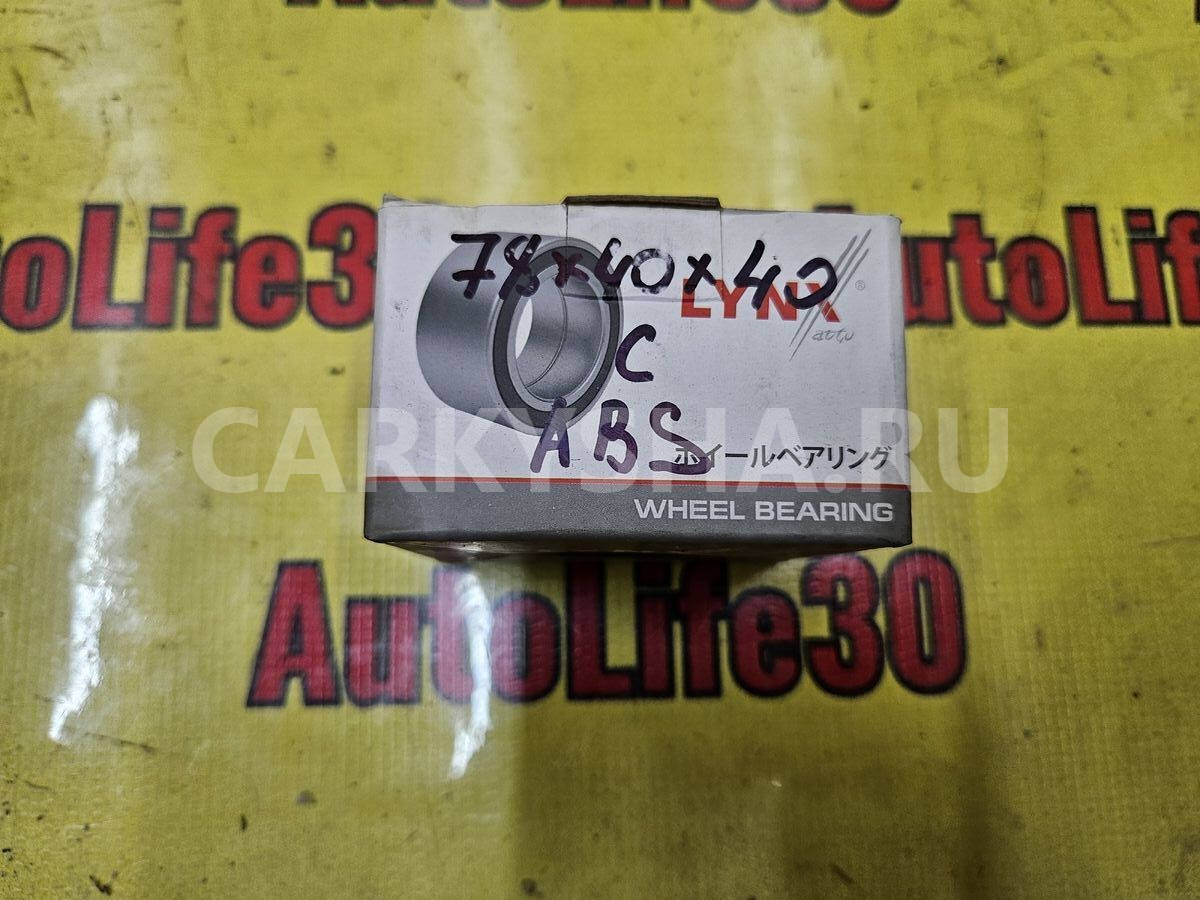 AutoLife30
AutoLife3
AutoLif
78x40x40
LYNX
®
auto
C
ABS
CARKYSHA.RU
ホイールベアリング
WHEEL BEARING
AutoLife30